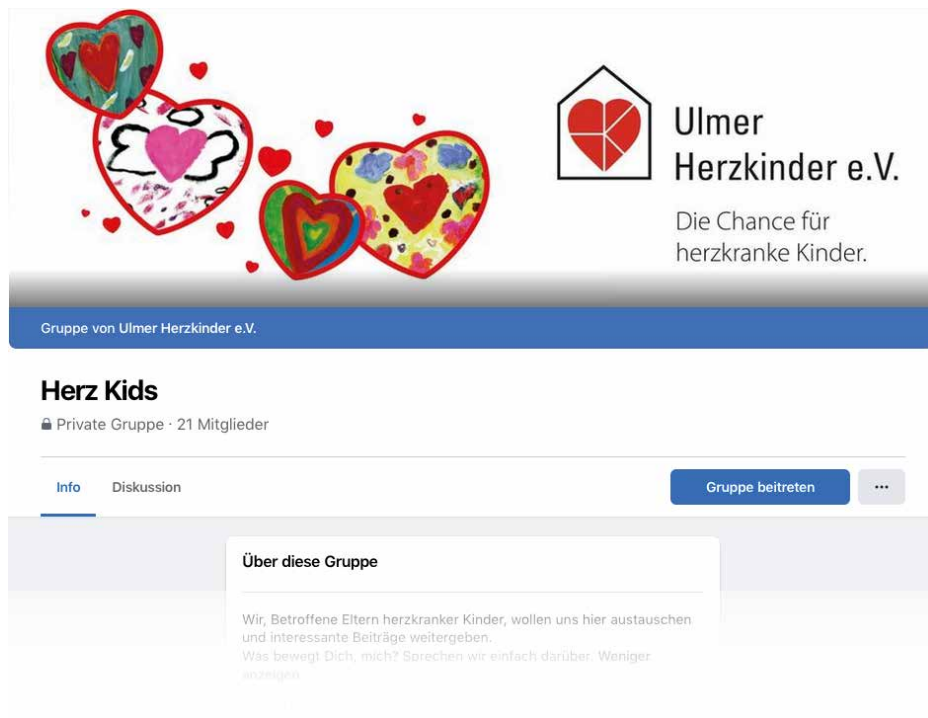 Ulmer
Herzkinder e.V.
Die Chance für
herzkranke Kinder.
Gruppe von Ulmer Herzkinder e.V.
Herz Kids
Private Gruppe · 21 Mitglieder
Info Diskussion Gruppe beitreten ···
Über diese Gruppe
Wir, Betroffene Eltern herzkranker Kinder, wollen uns hier austauschen
und interessante Beiträge weitergeben.
Was bewegt Dich, mich? Sprechen wir einfach darüber. Weniger
anzeigen